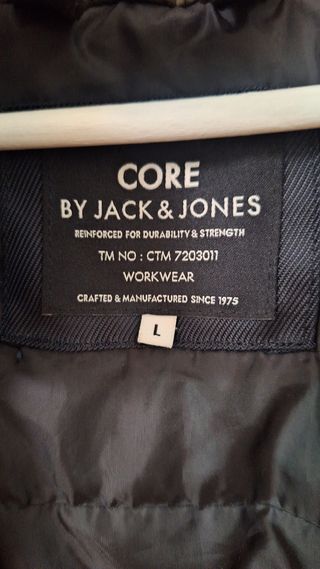 CORE
BY JACK & JONES
REINFORCED FOR DURABILITY & STRENGTH
TM NO : CTM 7203011
WORKWEAR
CRAFTED & MANUFACTURED SINCE 1975
L